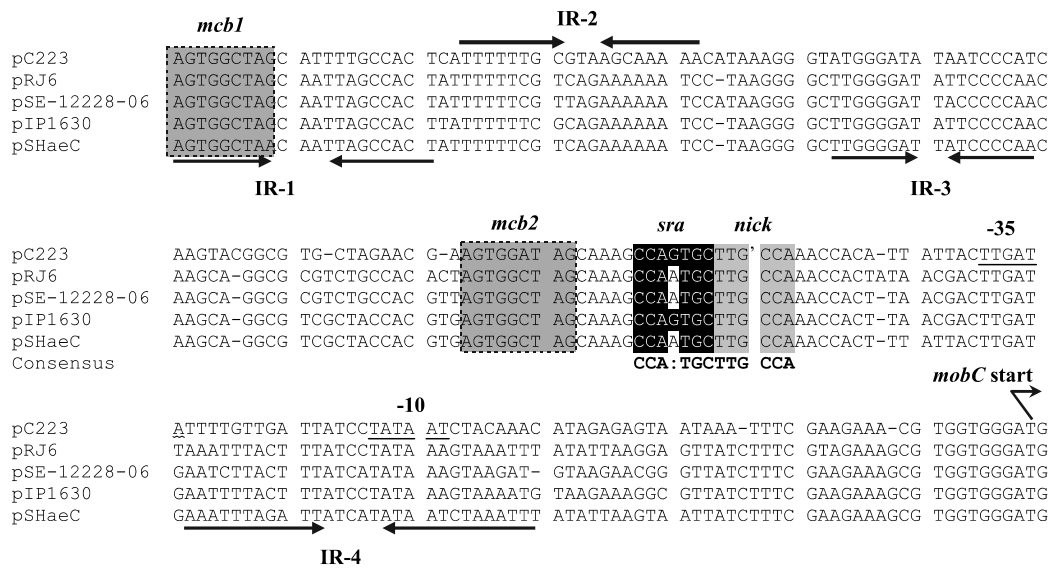 mcb1
IR-2
pC223 AGTGGCTAGC ATTTTGCCAC TCATTTTTTG CGTAAGCAAA AACATAAAGG GTATGGGATA TAATCCCATC
pRJ6 AGTGGCTAGC AATTAGCCAC TTATTTTTCG TCAGAAAAAA TCC-TAAGGG GCTTGGGGAT ATTCCCCAAC
pSE-12228-06 AGTGGCTAGC AATTAGCCAC TTATTTTTCG TTAGAAAAAA TCCATAAGGG GCTTGGGGAT TACCCCCAAC
pIP1630 AGTGGCTAGC AATTAGCCAC TTATTTTTCG CAGAAAAAAA TCC-TAAGGG GCTTGGGGAT ATTCCCCAAC
pSHaeC AGTGGCTAAC AATTAGCCAC TTATTTTTCG TCAGAAAAAA TCC-TAAGGG GCTTGGGGAT TATCCCCAAC
IR-1
IR-3
mcb2 sra nick -35
pC223 AAGTACGGCG TG-CTAGAAC G-AAGTGGAT AGCAAAGCCAGTGCTTG’ CCAAACCACA-TT ATTACTTGAT
pRJ6 AAGCA-GGCG CGTCTGCCAC ACTAGTGGCT AGCAAAGCCAATGCTTG CCAAACCACTATA ACGACTTGAT
pSE-12228-06 AAGCA-GGCG CGTCTACCAC GTTAGTGGCT AGCAAAGCCAATGCTTG CCAAACCACT-TA ACGACTTGAT
pIP1630 AAGCA-GGCG TCGCTACCAC GTGAGTGGCT AGCAAAGCCAGTGCTTG CCAAACCACT-TA ACGACTTGAT
pSHaeC AAGCA-GGCG TCGCTACCAC GTGAGTGGCT AGCAAAGCCAATGCTTG CCAAACCACT-TT ATTACTTGAT
Consensus CCA:TGCTTG CCA
mobC start
-10
pC223 ATTTTGTTGA TTATCCTATA ATCTACAAAC ATAGAGAGTA ATAAA-TTTC GAAGAAA-CG TGGTGGGATG
pRJ6 TAAATTTACT TTATCCTATA AAGTAAATTT ATATTAAGGA GTTATCTTTC GTAGAAAGCG TGGTGGGATG
pSE-12228-06 GAATCTTACT TTATCATATA AAGTAAGAT- GTAAGAACGG GTTATCTTTC GAAGAAAGCG TGGTGGGATG
pIP1630 GAATTTTACT TTATCCTATA AAGTAAAATG TAAGAAAGGC GTTATCTTTC GAAGAAAGCG TGGTGGGATG
pSHaeC GAAATTTAGA TTATCATATA ATCTAAATTT ATATTAAGTA ATTATCTTTC GAAGAAAGCG TGGTGGGATG
IR-4